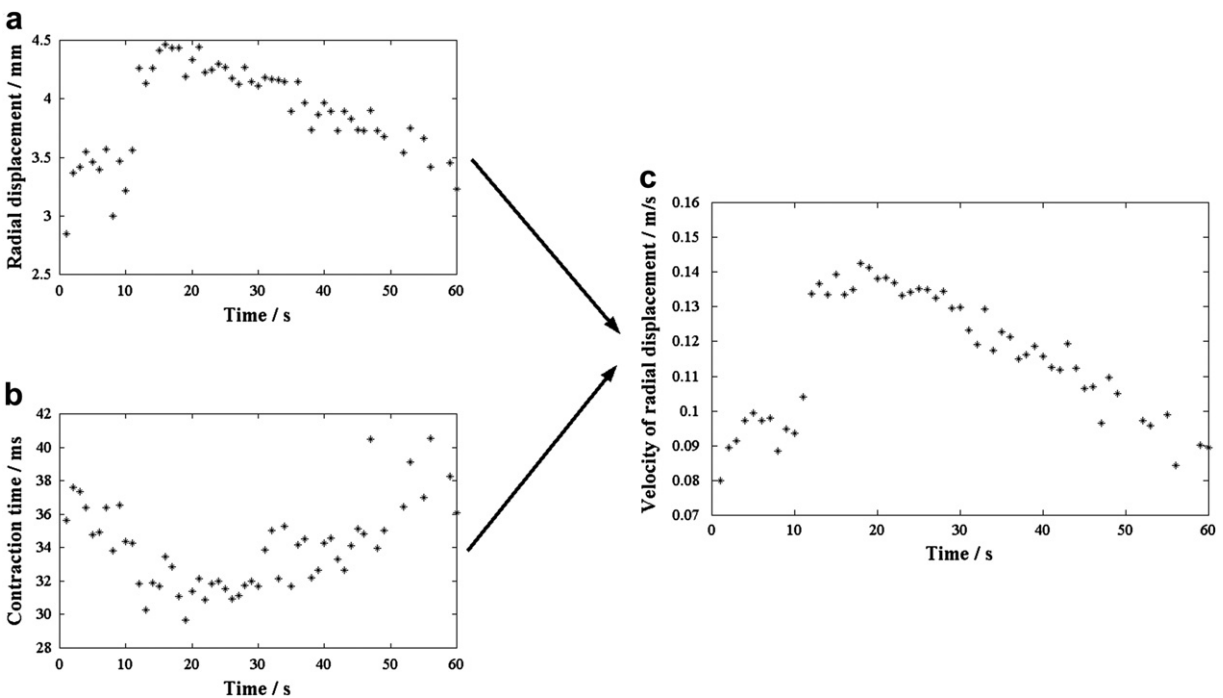 a
Radial displacement / mm
4.5
4
3.5
3
2.5
0 10 20 30 40 50 60
Time / s
b
Contraction time / ms
42
40
38
36
34
32
30
28
0 10 20 30 40 50 60
Time / s
c
Velocity of radial displacement / m/s
0.16
0.15
0.14
0.13
0.12
0.11
0.1
0.09
0.08
0.07
0 10 20 30 40 50 60
Time / s